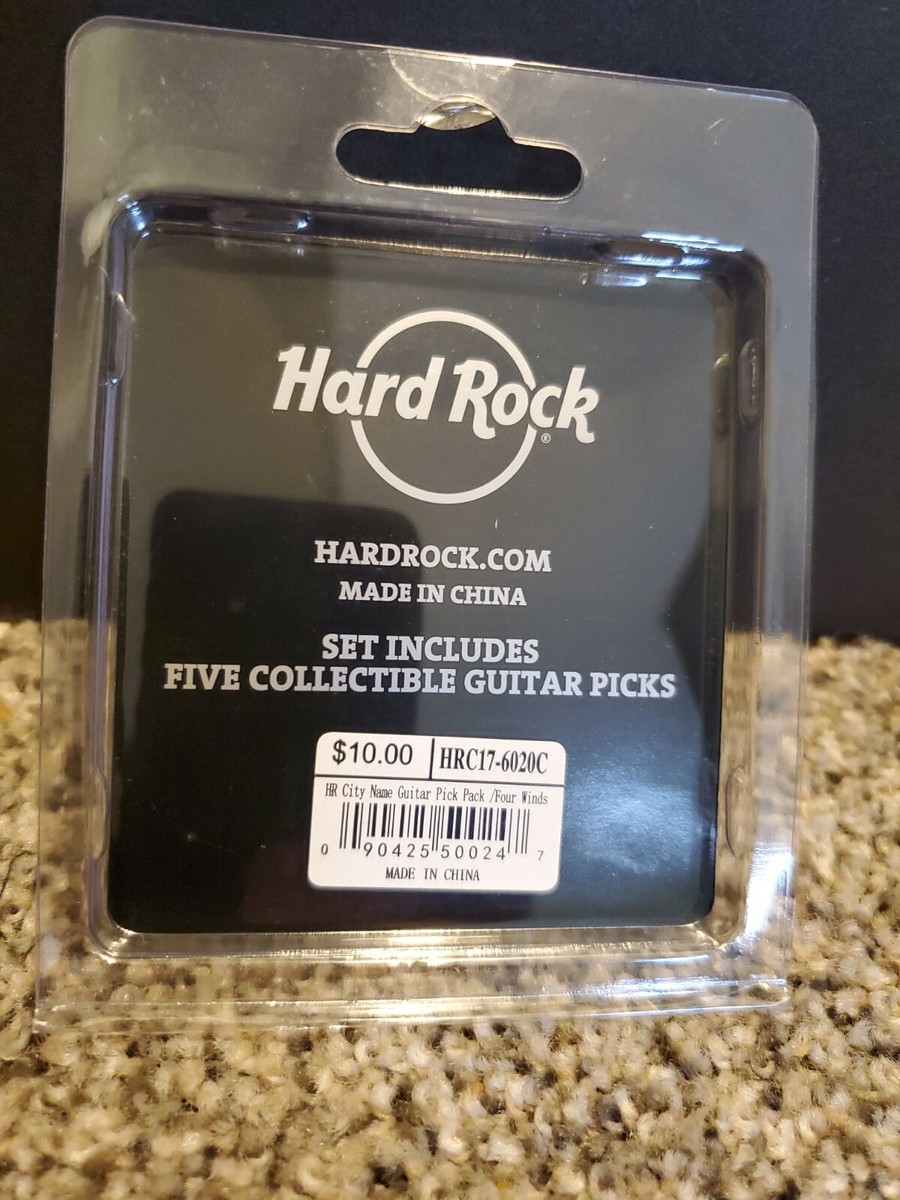 Hard Rock®
HARDROCK.COM
MADE IN CHINA
SET INCLUDES
FIVE COLLECTIBLE GUITAR PICKS
$10.00 HRC17-6020C
HR City Name Guitar Pick Pack /Four Winds
0 90425 50024 7
MADE IN CHINA